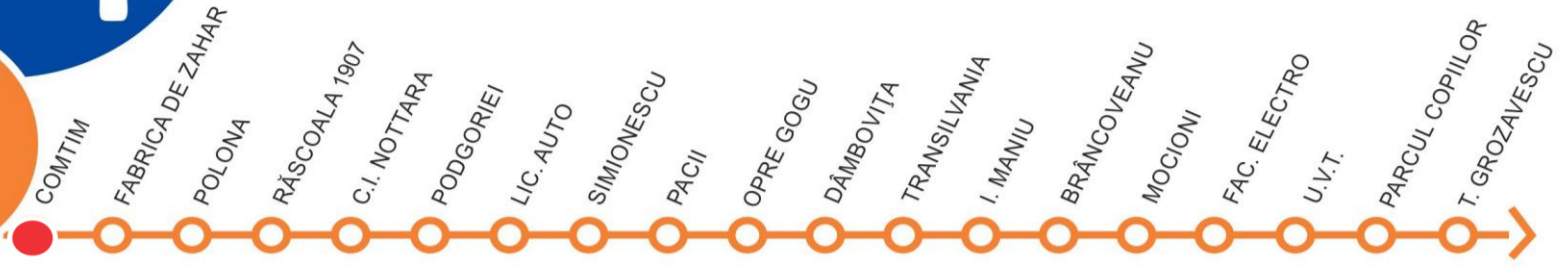 COMTIM
FABRICA DE ZAHAR
POLONA
RĂSCOALA 1907
C.I. NOTTARA
PODGORIEI
LIC. AUTO
SIMIONESCU
PACII
OPRE GOGU
DÂMBOVIȚA
TRANSILVANIA
I. MANIU
BRÂNCOVEANU
MOCIONI
FAC. ELECTRO
U.V.T.
PARCUL COPIILOR
T. GROZAVESCU